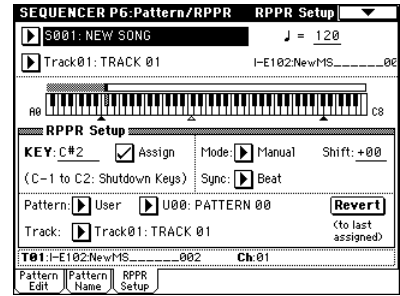 SEQUENCER P6:Pattern/RPPR RPPR Setup
S001: NEW SONG ♩ = 120
Track01: TRACK 01 I-E102:NewMS______00
A0 C8
RPPR Setup
KEY: C#2 Assign Mode: Manual Shift: +00
(C-1 to C2: Shutdown Keys) Sync: Beat
Pattern: User U00: PATTERN 00 Revert
Track: Track01: TRACK 01 (to last
assigned)
T01:I-E102:NewMS______002 Ch:01
Pattern Edit Pattern Name RPPR Setup